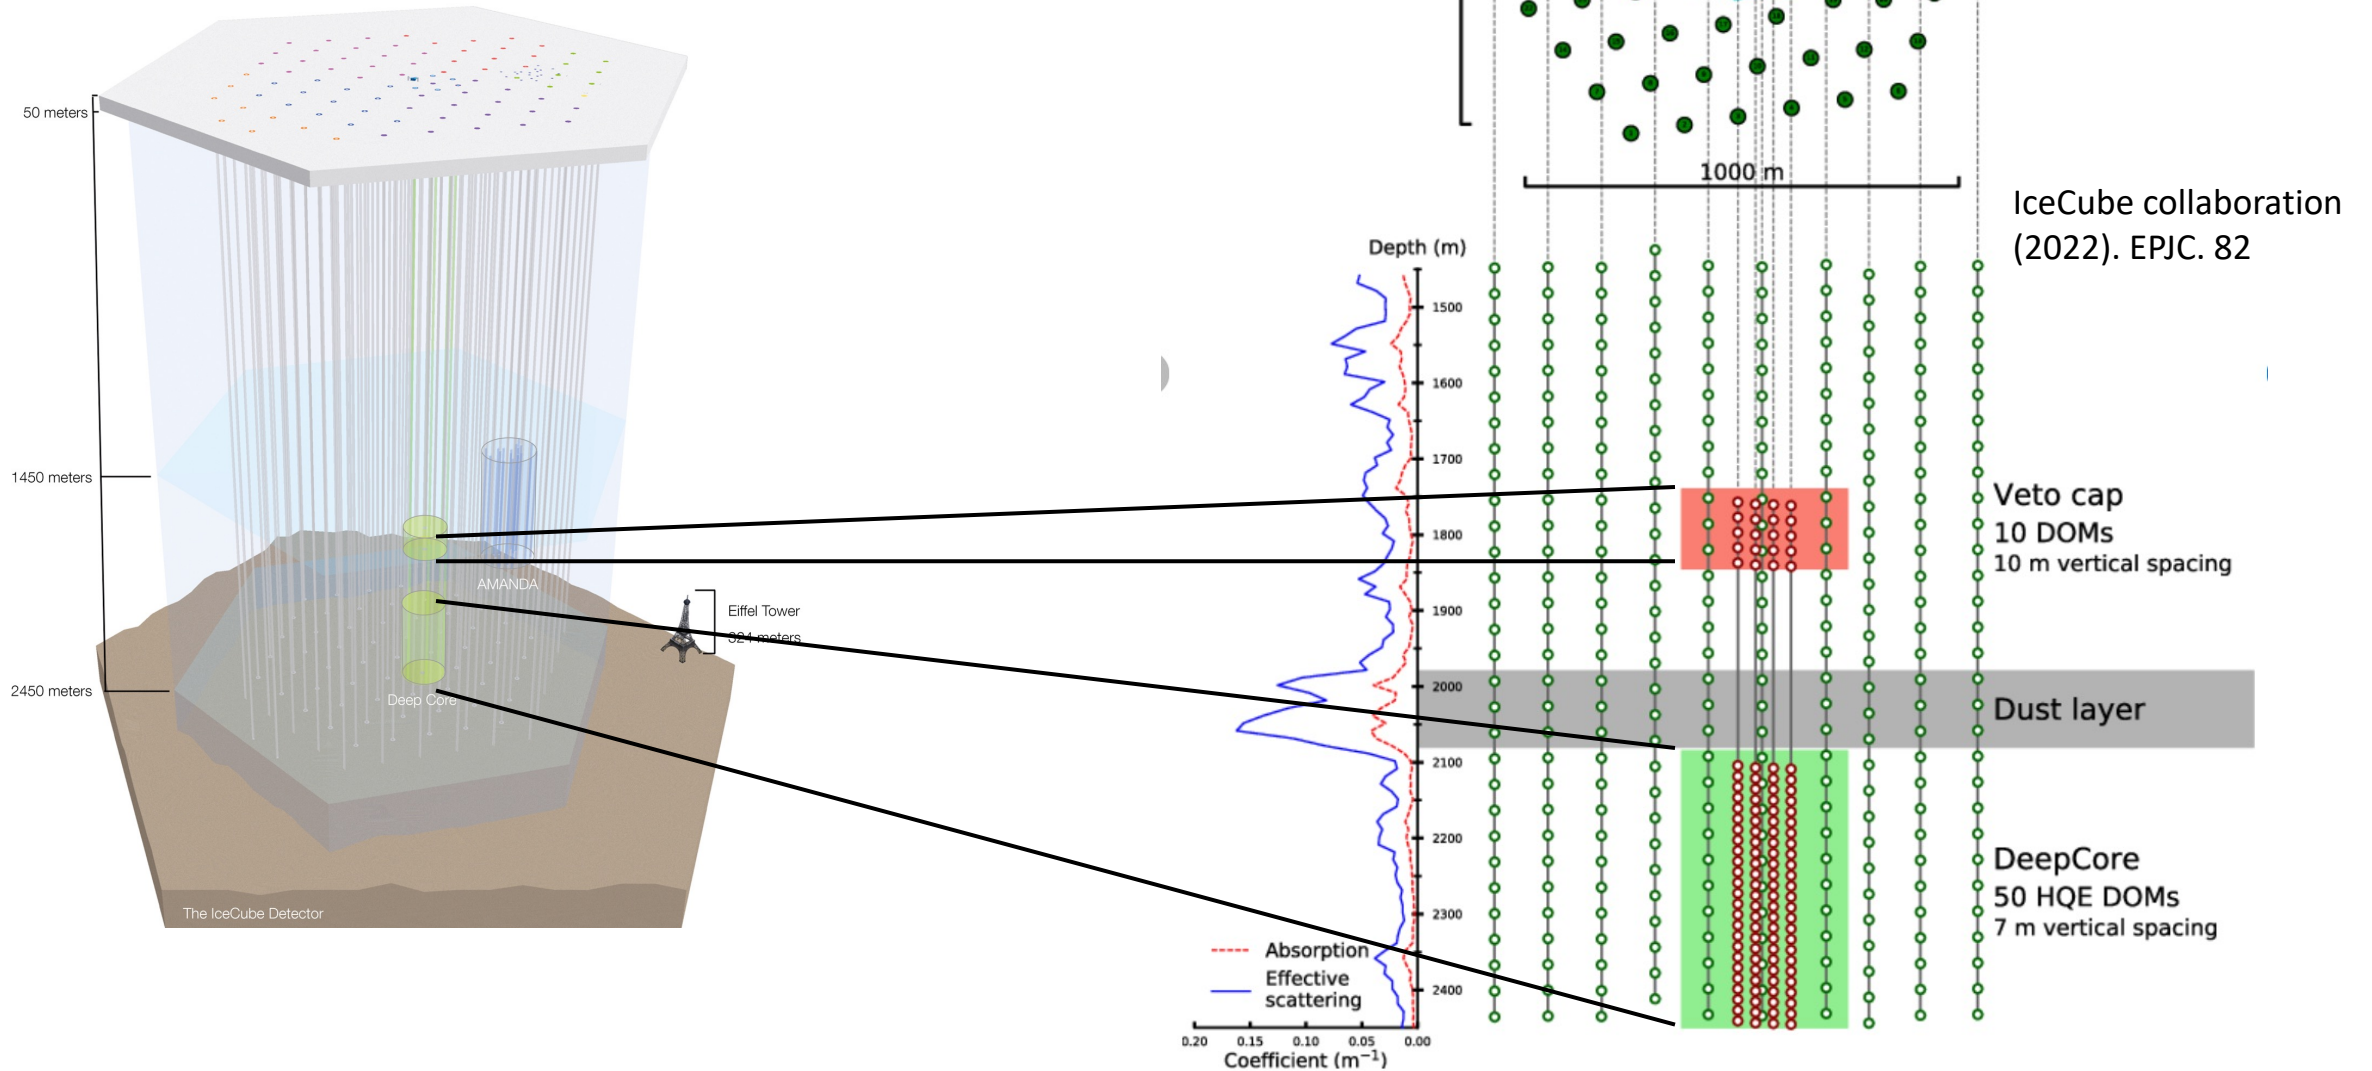 50 meters
1450 meters
2450 meters
AMANDA
Eiffel Tower
324 meters
Deep Core
The IceCube Detector
1000 m
IceCube collaboration
(2022). EPJC. 82
Depth (m)
1500
1600
1700
1800
1900
2000
2100
2200
2300
2400
Veto cap
10 DOMs
10 m vertical spacing
Dust layer
DeepCore
50 HQE DOMs
7 m vertical spacing
Absorption
Effective
scattering
0.20 0.15 0.10 0.05 0.00
Coefficient (m⁻¹)